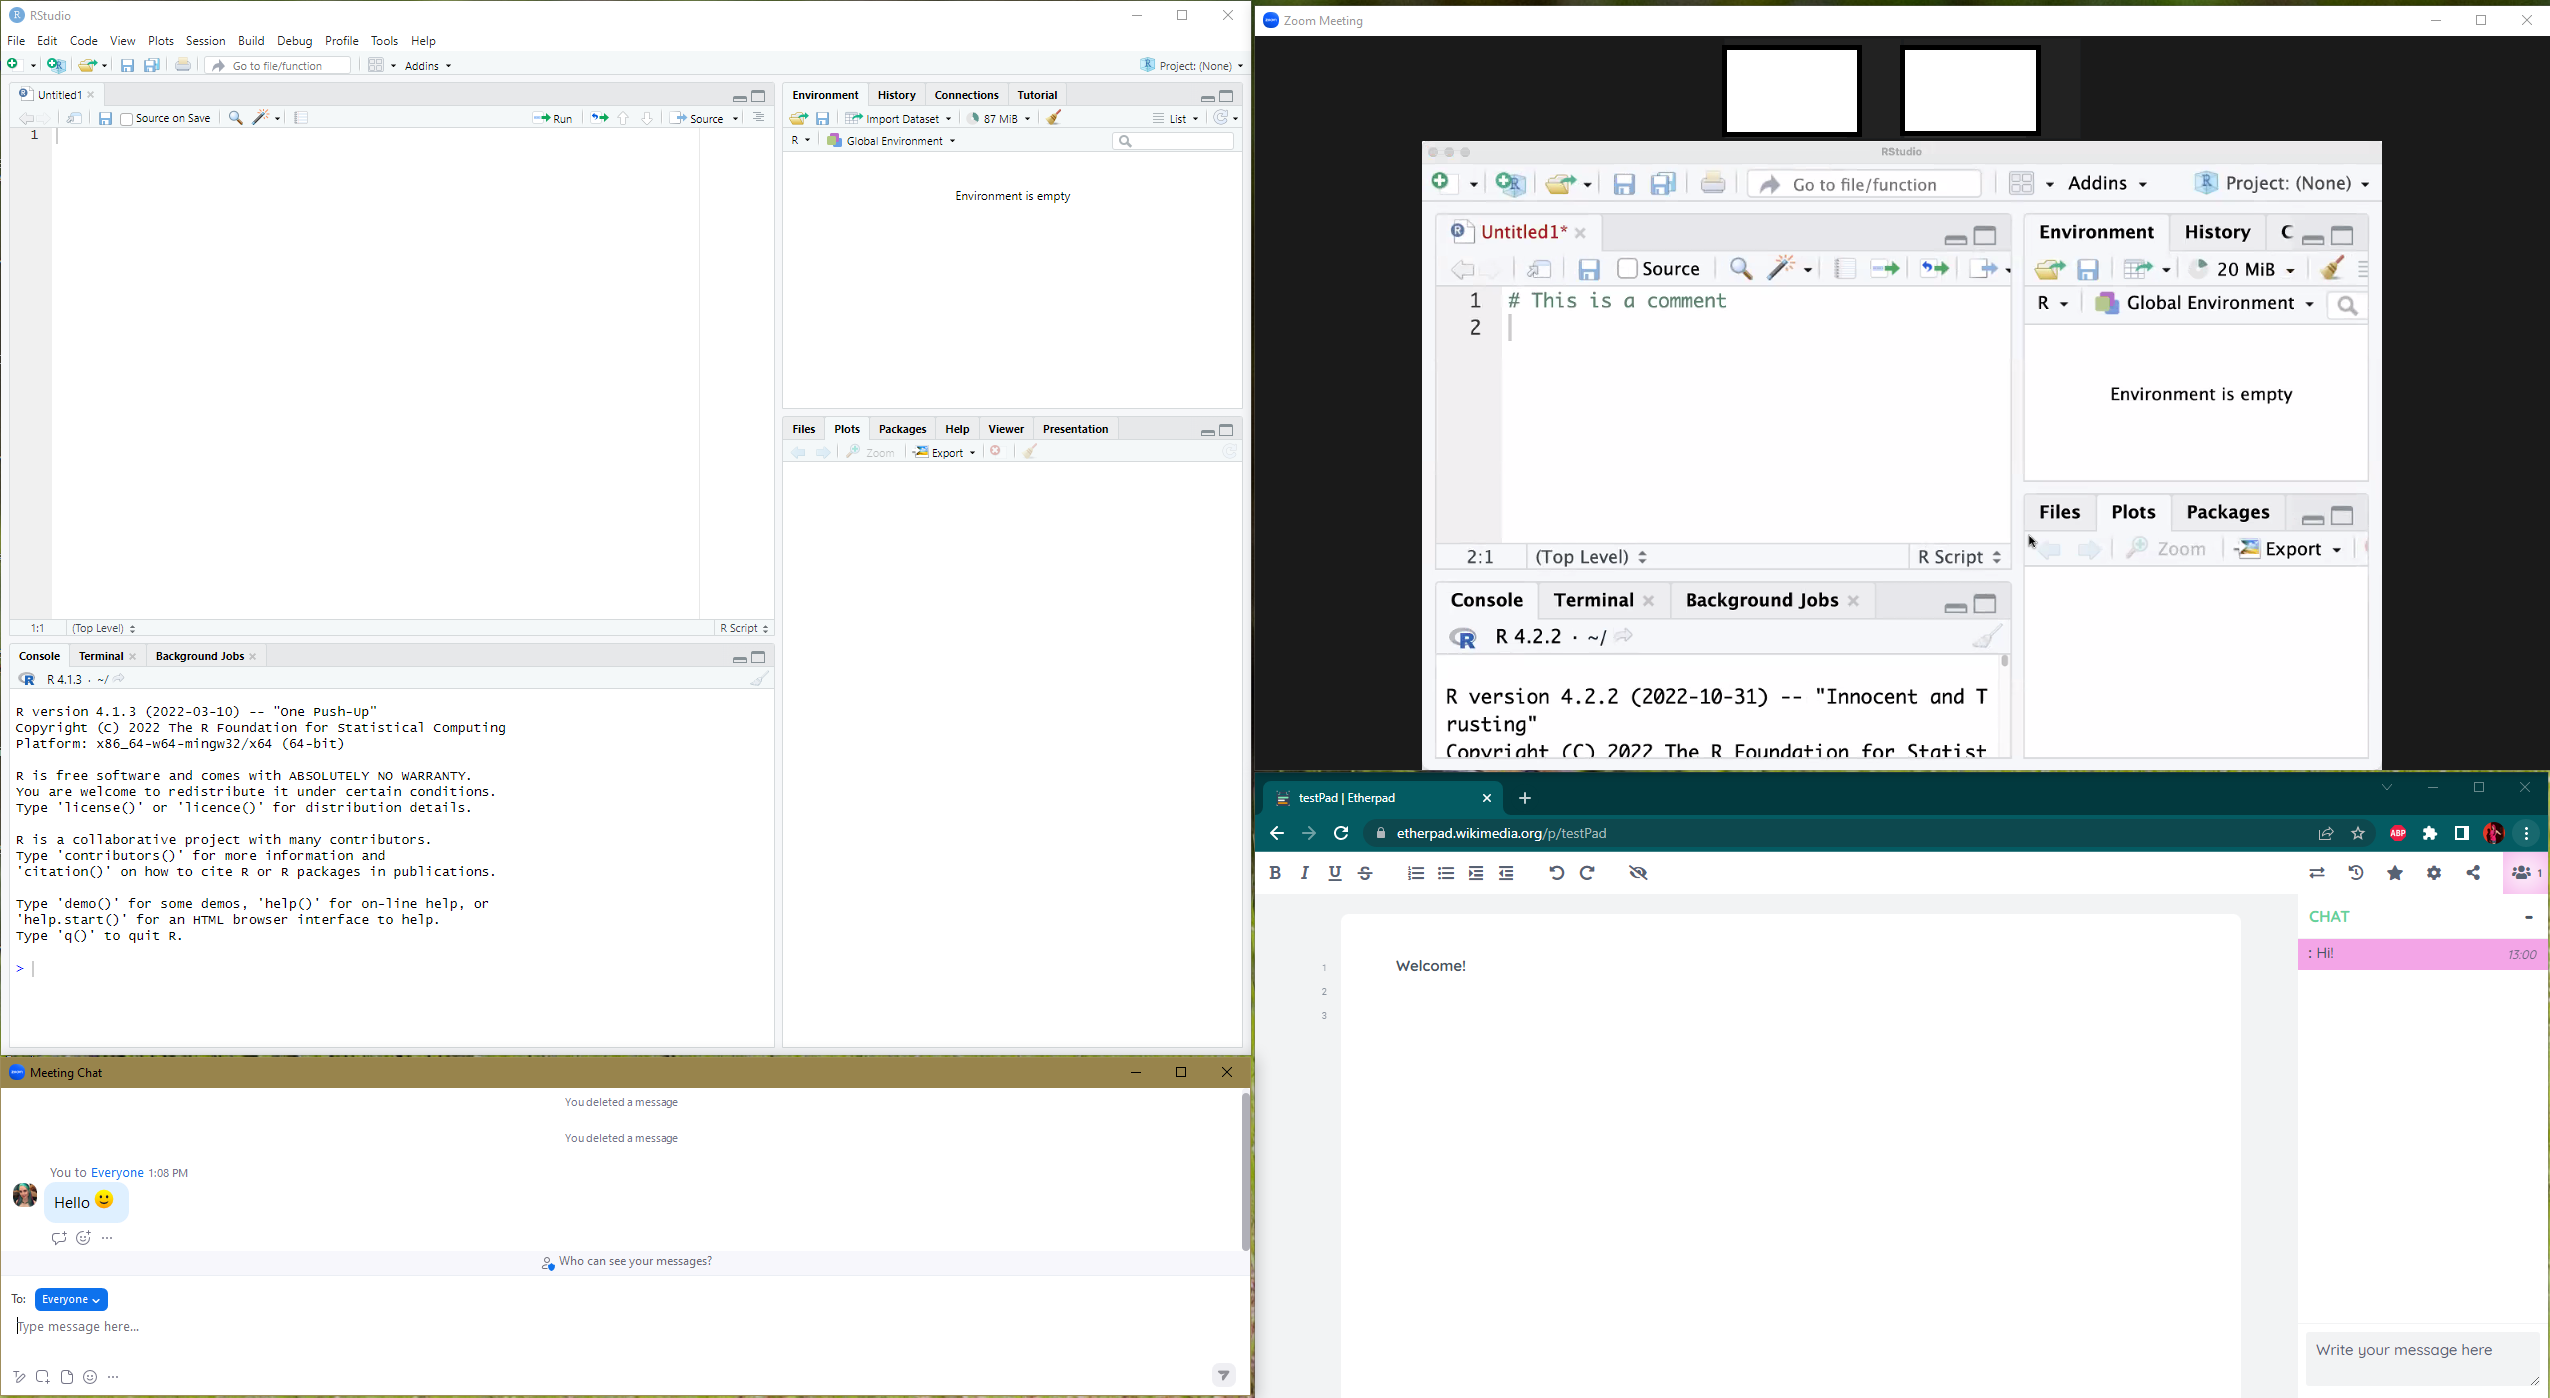 RStudio
File Edit Code View Plots Session Build Debug Profile Tools Help
Go to file/function Addins Project: (None)
Untitled1
Source on Save Run Source
1
1:1 (Top Level) R Script
Console Terminal Background Jobs
R 4.1.3 · ~/
R version 4.1.3 (2022-03-10) -- "One Push-Up"
Copyright (C) 2022 The R Foundation for Statistical Computing
Platform: x86_64-w64-mingw32/x64 (64-bit)
R is free software and comes with ABSOLUTELY NO WARRANTY.
You are welcome to redistribute it under certain conditions.
Type 'license()' or 'licence()' for distribution details.
R is a collaborative project with many contributors.
Type 'contributors()' for more information and
'citation()' on how to cite R or R packages in publications.
Type 'demo()' for some demos, 'help()' for on-line help, or
'help.start()' for an HTML browser interface to help.
Type 'q()' to quit R.
>
Environment History Connections Tutorial
Import Dataset 87 MiB List
R Global Environment
Environment is empty
Files Plots Packages Help Viewer Presentation
Zoom Export
Meeting Chat
You deleted a message
You deleted a message
You to Everyone 1:08 PM
Hello 🙂
Who can see your messages?
To: Everyone
Type message here...
Zoom Meeting
RStudio
Go to file/function Addins Project: (None)
Untitled1*
Source
1 # This is a comment
2
2:1 (Top Level) R Script
Console Terminal Background Jobs
R 4.2.2 · ~/
R version 4.2.2 (2022-10-31) -- "Innocent and T
rusting"
Copyright (C) 2022 The R Foundation for Statist
Environment History C
20 MiB
R Global Environment
Environment is empty
Files Plots Packages
Zoom Export
testPad | Etherpad
etherpad.wikimedia.org/p/testPad
ABP
B I U S
1
1 Welcome!
2
3
CHAT
: Hi! 13:00
Write your message here